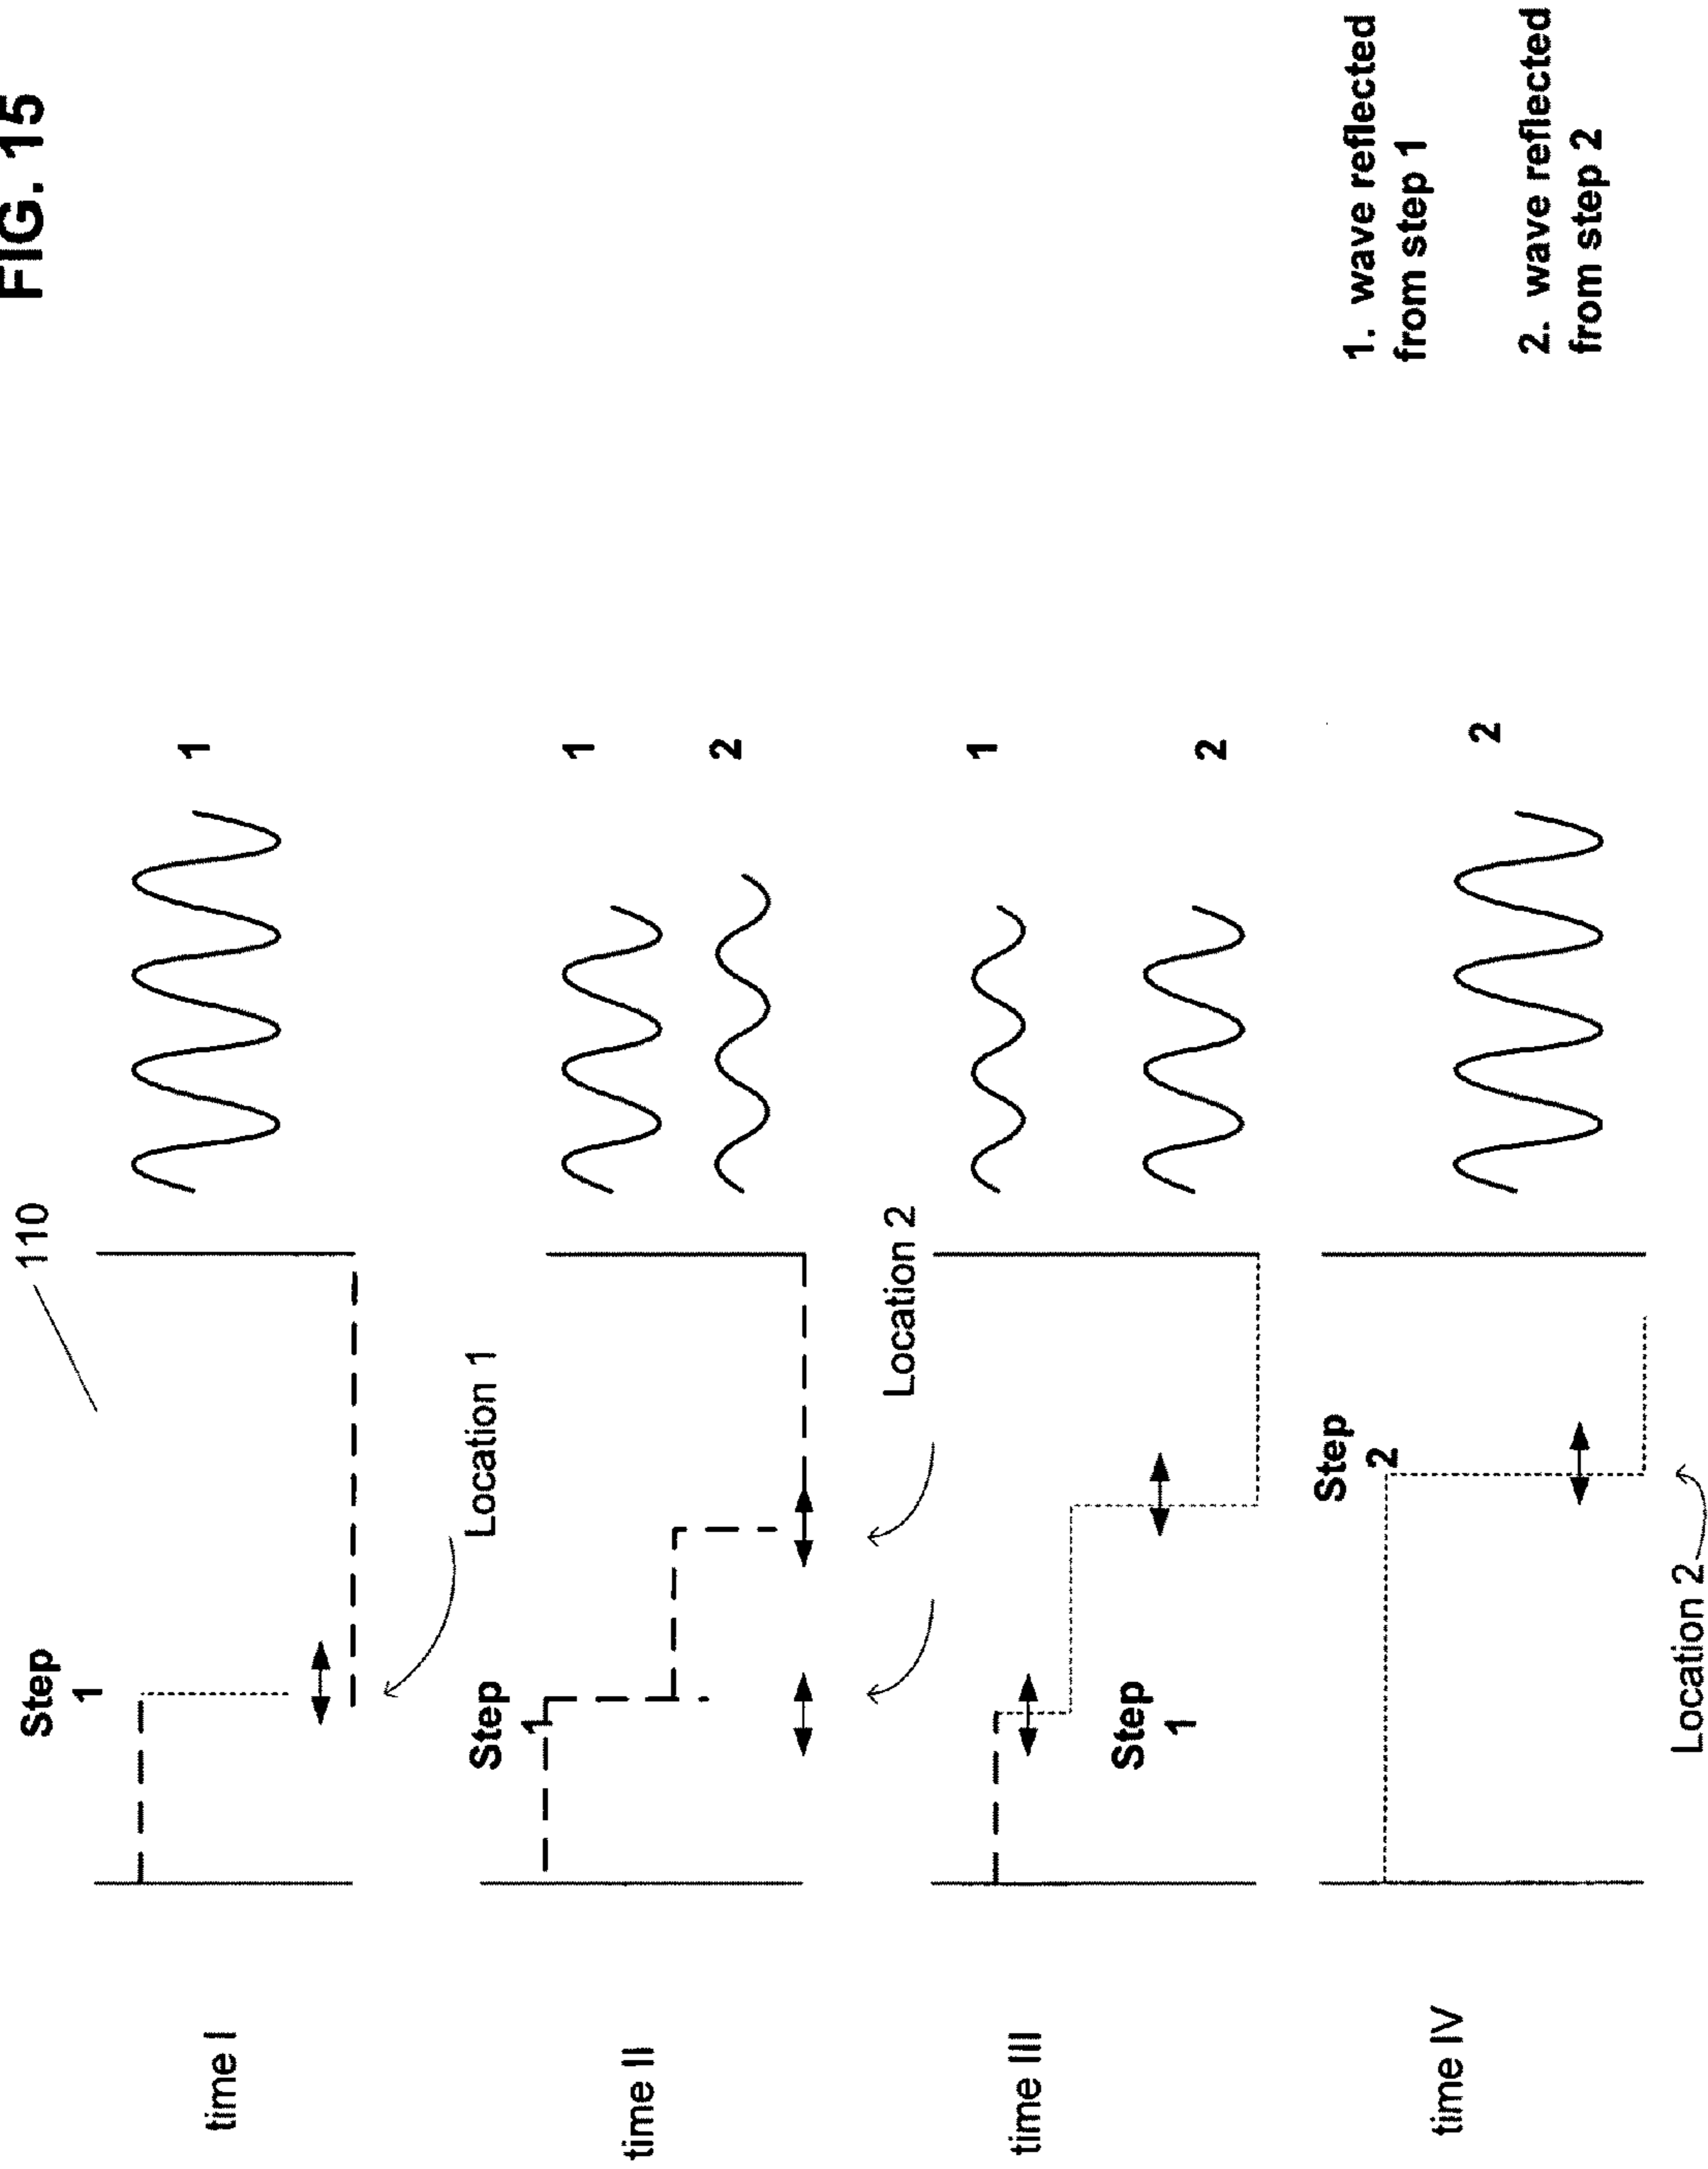 FIG. 15
110
Step
1
time I
1
Location 1
Step
1
time II
1
2
Location 2
time III
1
Step
1
2
Step
2
time IV
2
Location 2
1. wave reflected
from step 1
2. wave reflected
from step 2